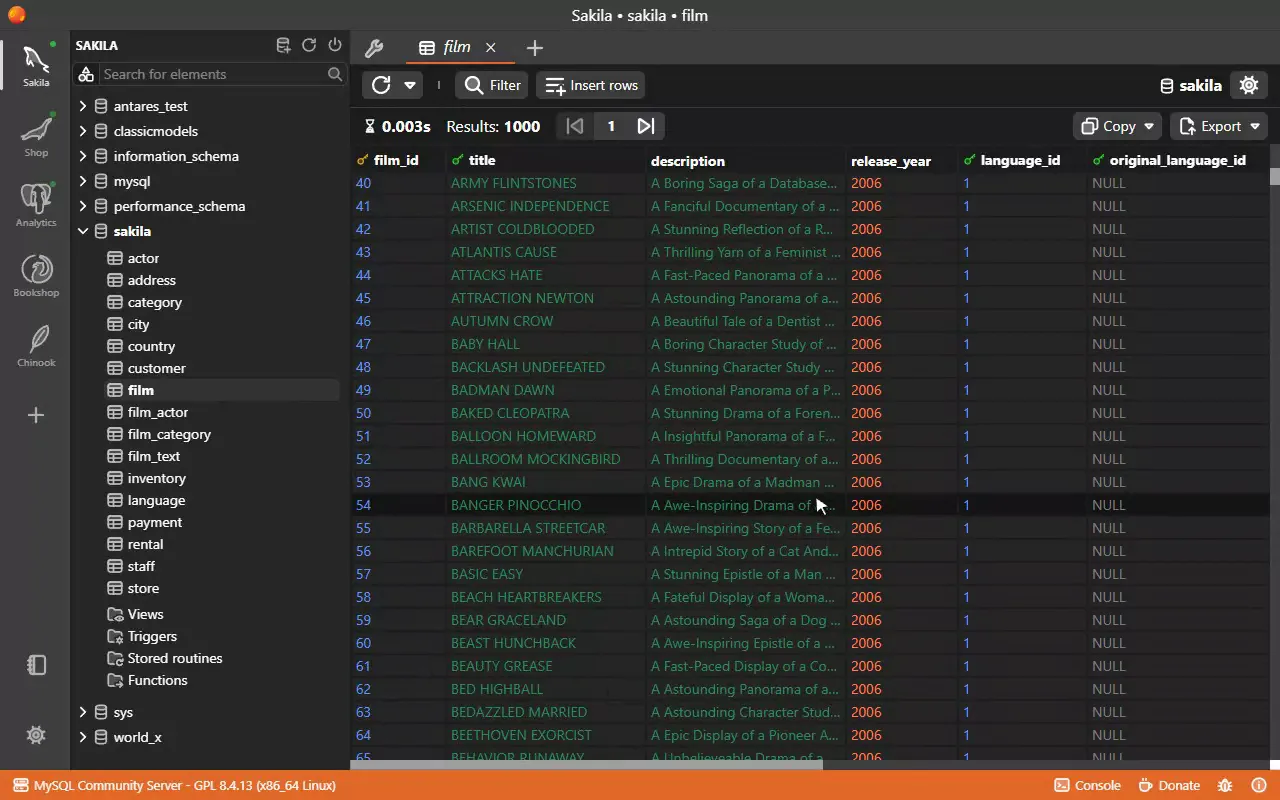 Sakila • sakila • film
Sakila
Shop
Analytics
Bookshop
Chinook
SAKILA
Search for elements
antares_test
classicmodels
information_schema
mysql
performance_schema
sakila
actor
address
category
city
country
customer
film
film_actor
film_category
film_text
inventory
language
payment
rental
staff
store
Views
Triggers
Stored routines
Functions
sys
world_x
film
Filter
Insert rows
sakila
0.003s Results: 1000
1
Copy
Export
film_id title description release_year language_id original_language_id
40 ARMY FLINTSTONES A Boring Saga of a Database... 2006 1 NULL
41 ARSENIC INDEPENDENCE A Fanciful Documentary of a ... 2006 1 NULL
42 ARTIST COLDBLOODED A Stunning Reflection of a R... 2006 1 NULL
43 ATLANTIS CAUSE A Thrilling Yarn of a Feminist ... 2006 1 NULL
44 ATTACKS HATE A Fast-Paced Panorama of a ... 2006 1 NULL
45 ATTRACTION NEWTON A Astounding Panorama of a... 2006 1 NULL
46 AUTUMN CROW A Beautiful Tale of a Dentist ... 2006 1 NULL
47 BABY HALL A Boring Character Study of ... 2006 1 NULL
48 BACKLASH UNDEFEATED A Stunning Character Study ... 2006 1 NULL
49 BADMAN DAWN A Emotional Panorama of a P... 2006 1 NULL
50 BAKED CLEOPATRA A Stunning Drama of a Foren... 2006 1 NULL
51 BALLOON HOMEWARD A Insightful Panorama of a F... 2006 1 NULL
52 BALLROOM MOCKINGBIRD A Thrilling Documentary of a... 2006 1 NULL
53 BANG KWAI A Epic Drama of a Madman ... 2006 1 NULL
54 BANGER PINOCCHIO A Awe-Inspiring Drama of ... 2006 1 NULL
55 BARBARELLA STREETCAR A Awe-Inspiring Story of a Fe... 2006 1 NULL
56 BAREFOOT MANCHURIAN A Intrepid Story of a Cat And... 2006 1 NULL
57 BASIC EASY A Stunning Epistle of a Man ... 2006 1 NULL
58 BEACH HEARTBREAKERS A Fateful Display of a Woma... 2006 1 NULL
59 BEAR GRACELAND A Astounding Saga of a Dog ... 2006 1 NULL
60 BEAST HUNCHBACK A Awe-Inspiring Epistle of a ... 2006 1 NULL
61 BEAUTY GREASE A Fast-Paced Display of a Co... 2006 1 NULL
62 BED HIGHBALL A Astounding Panorama of a... 2006 1 NULL
63 BEDAZZLED MARRIED A Astounding Character Stud... 2006 1 NULL
64 BEETHOVEN EXORCIST A Epic Display of a Pioneer A... 2006 1 NULL
65 BEHAVIOR RUNAWAY A Unbelieveable Drama of a... 2006 1 NULL
MySQL Community Server - GPL 8.4.13 (x86_64 Linux)
Console
Donate